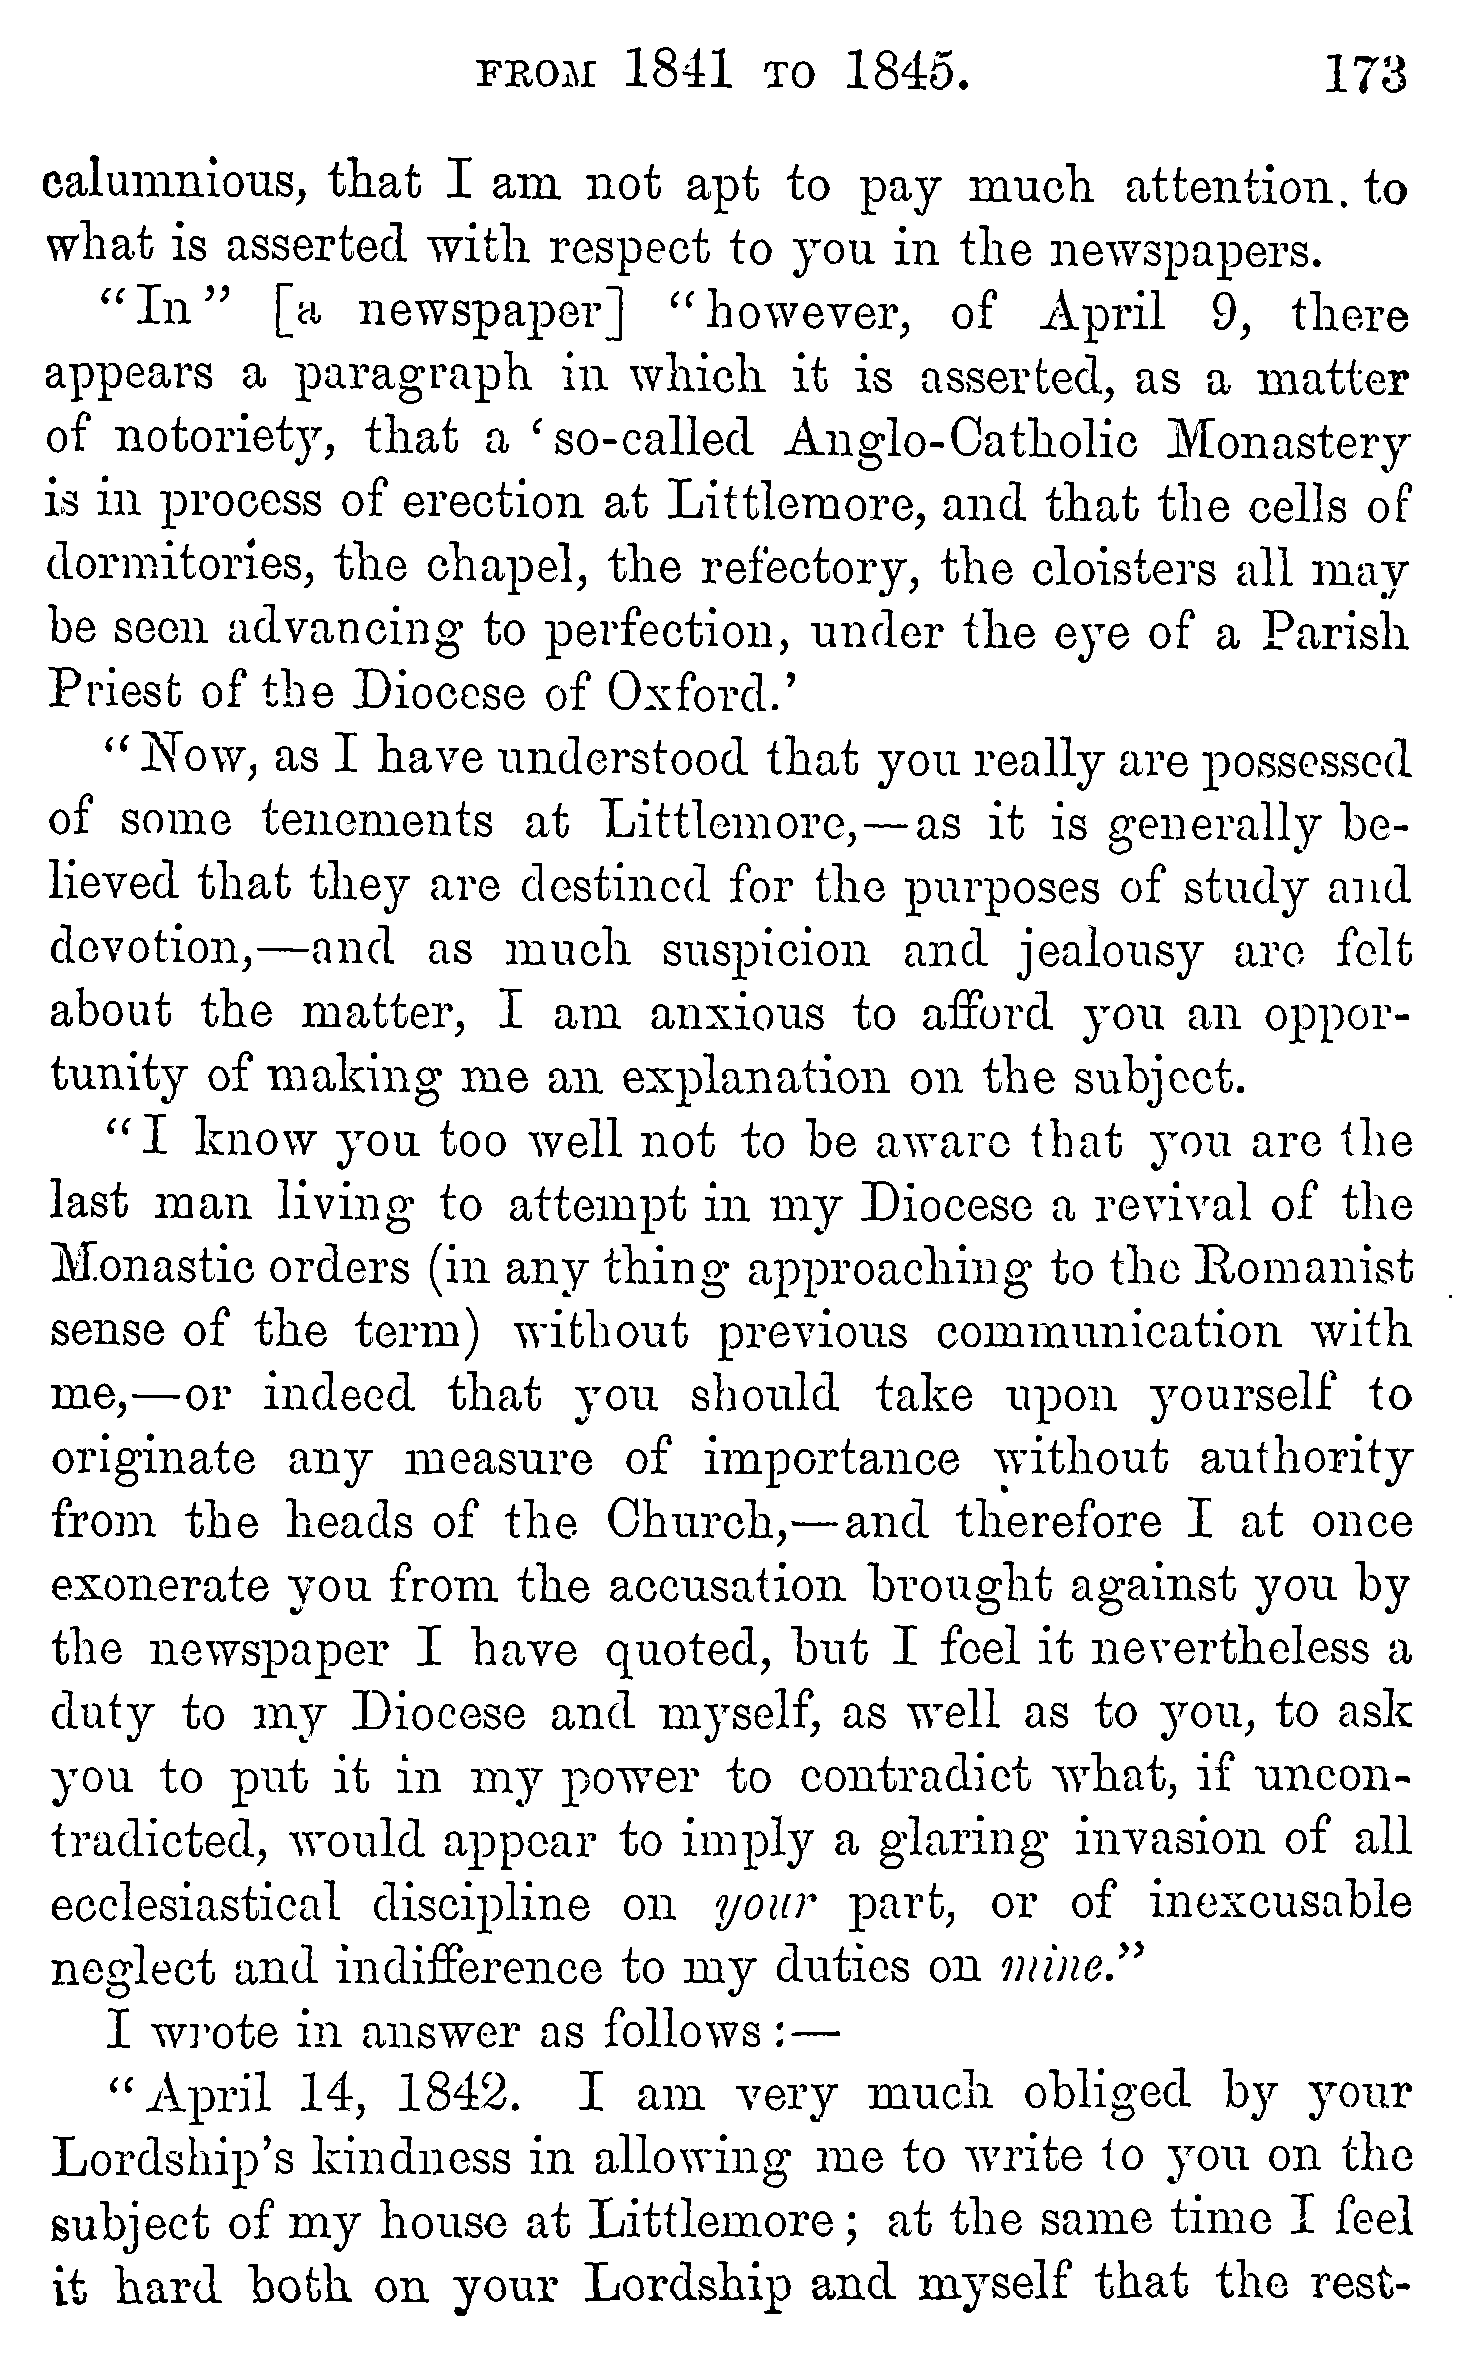 FROM 1841 TO 1845. 173
calumnious, that I am not apt to pay much attention. to
what is asserted with respect to you in the newspapers.
“In” [a newspaper] “however, of April 9, there
appears a paragraph in which it is asserted, as a matter
of notoriety, that a ‘so-called Anglo-Catholic Monastery
is in process of erection at Littlemore, and that the cells of
dormitories, the chapel, the refectory, the cloisters all may
be seen advancing to perfection, under the eye of a Parish
Priest of the Diocese of Oxford.’
“Now, as I have understood that you really are possessed
of some tenements at Littlemore,—as it is generally be-
lieved that they are destined for the purposes of study and
devotion,—and as much suspicion and jealousy are felt
about the matter, I am anxious to afford you an oppor-
tunity of making me an explanation on the subject.
“I know you too well not to be aware that you are the
last man living to attempt in my Diocese a revival of the
Monastic orders (in any thing approaching to the Romanist
sense of the term) without previous communication with
me,—or indeed that you should take upon yourself to
originate any measure of importance without authority
from the heads of the Church,—and therefore I at once
exonerate you from the accusation brought against you by
the newspaper I have quoted, but I feel it nevertheless a
duty to my Diocese and myself, as well as to you, to ask
you to put it in my power to contradict what, if uncon-
tradicted, would appear to imply a glaring invasion of all
ecclesiastical discipline on your part, or of inexcusable
neglect and indifference to my duties on mine.”
I wrote in answer as follows:—
“April 14, 1842. I am very much obliged by your
Lordship’s kindness in allowing me to write to you on the
subject of my house at Littlemore; at the same time I feel
it hard both on your Lordship and myself that the rest-